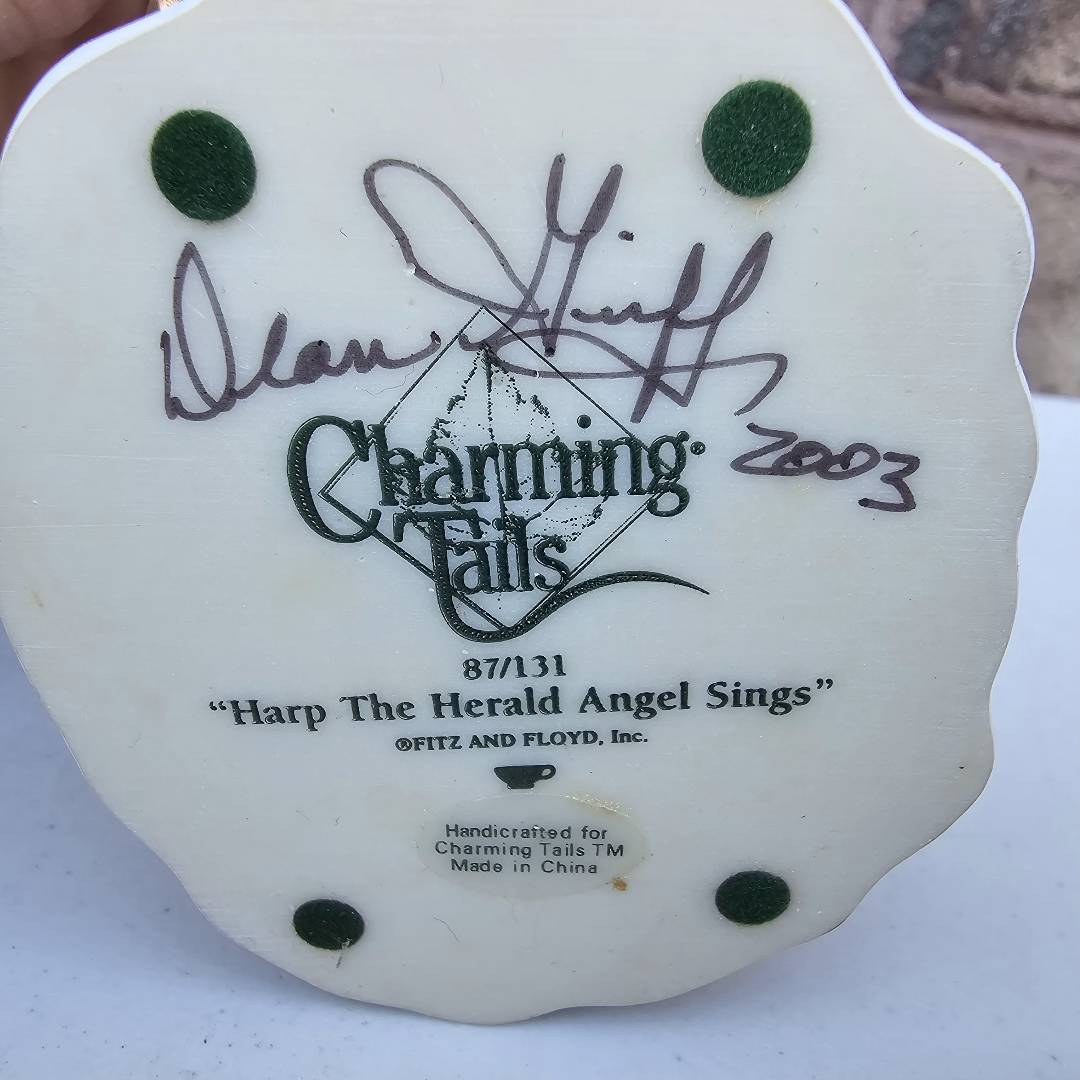 Dean Griff
2003
Charming
Tails
87/131
“Harp The Herald Angel Sings”
®FITZ AND FLOYD, Inc.
Handicrafted for
Charming Tails TM
Made in China